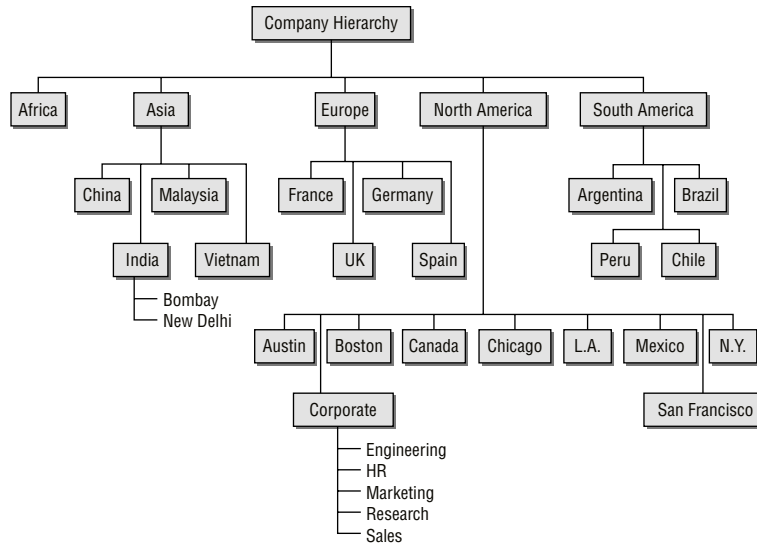 Company Hierarchy
Africa
Asia
Europe
North America
South America
China
Malaysia
France
Germany
Argentina
Brazil
India
Vietnam
UK
Spain
Peru
Chile
Bombay
New Delhi
Austin
Boston
Canada
Chicago
L.A.
Mexico
N.Y.
Corporate
San Francisco
Engineering
HR
Marketing
Research
Sales